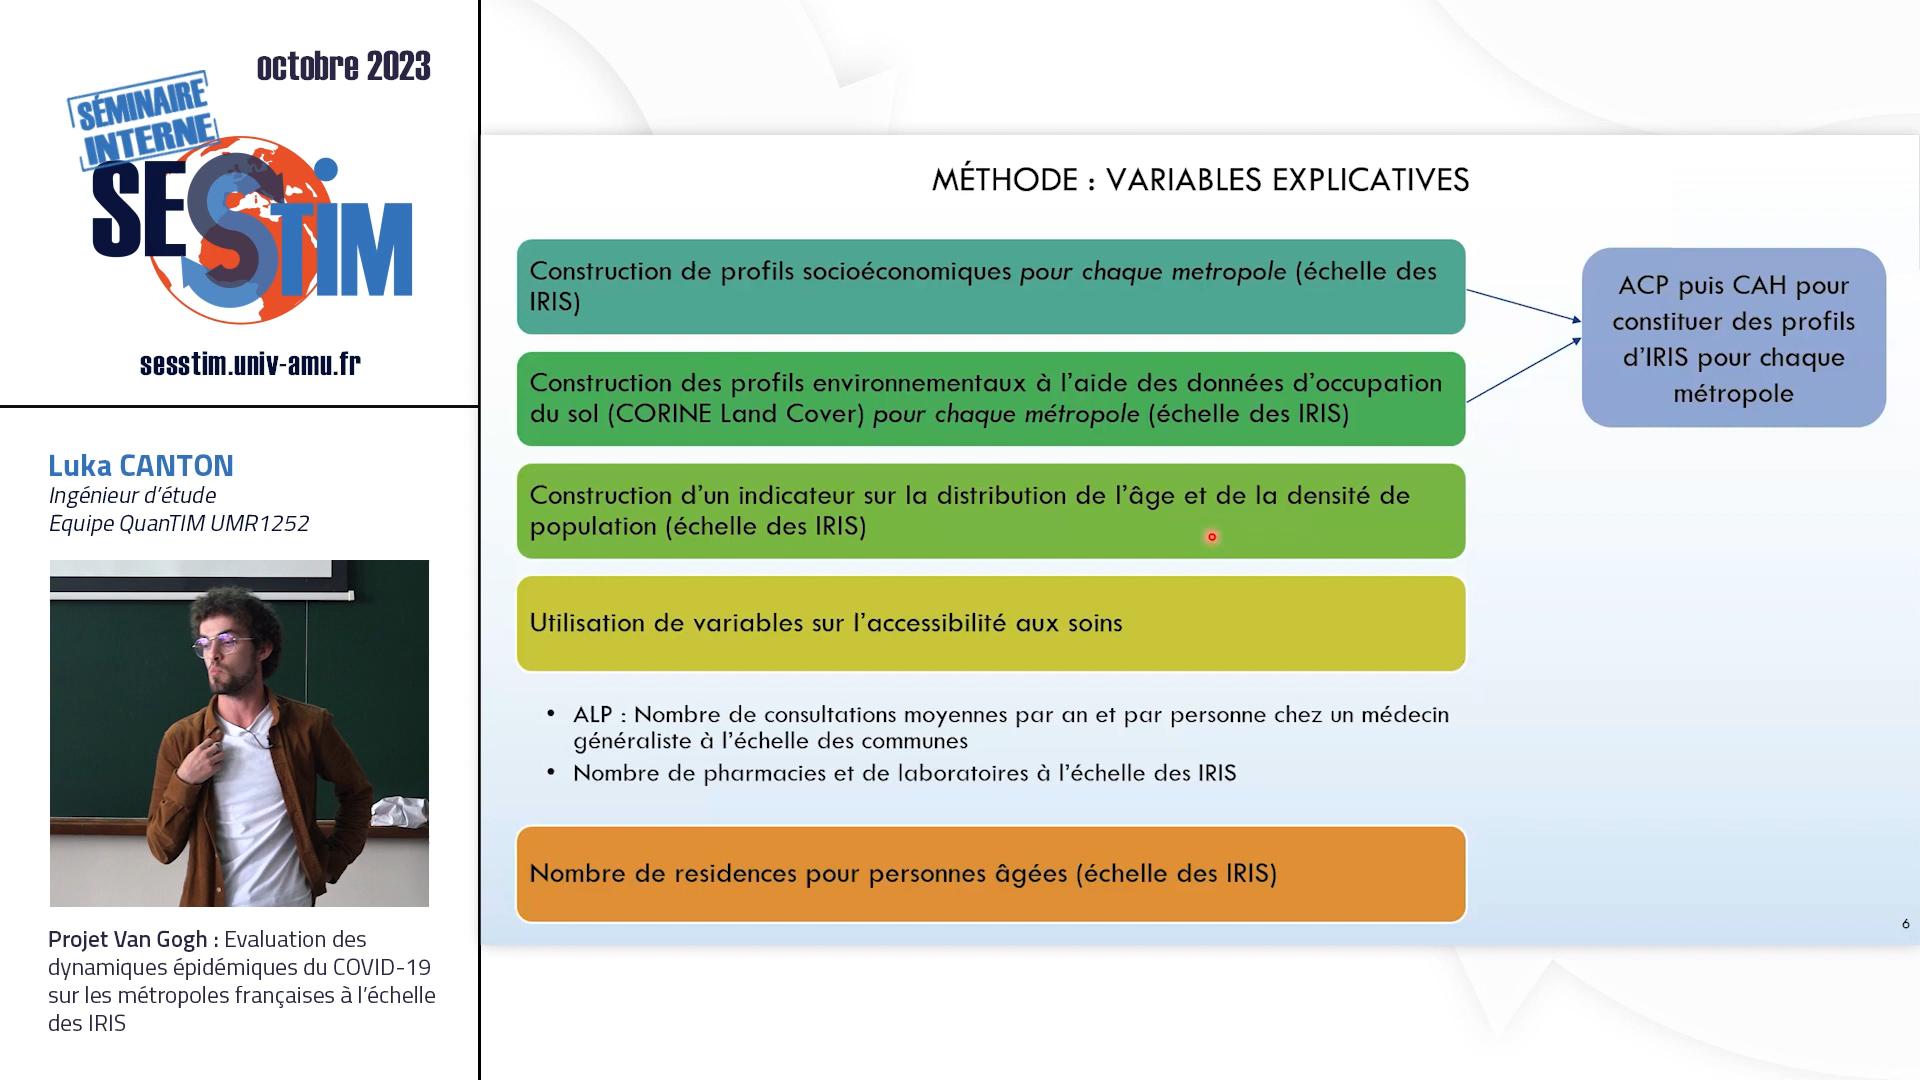 octobre 2023
SÉMINAIRE
INTERNE
SESSTIM
sesstim.univ-amu.fr
Luka CANTON
Ingénieur d'étude
Equipe QuanTIM UMR1252
Projet Van Gogh : Evaluation des
dynamiques épidémiques du COVID-19
sur les métropoles françaises à l'échelle
des IRIS
MÉTHODE : VARIABLES EXPLICATIVES
Construction de profils socioéconomiques pour chaque metropole (échelle des
IRIS)
Construction des profils environnementaux à l'aide des données d'occupation
du sol (CORINE Land Cover) pour chaque métropole (échelle des IRIS)
Construction d'un indicateur sur la distribution de l'âge et de la densité de
population (échelle des IRIS)
Utilisation de variables sur l'accessibilité aux soins
• ALP : Nombre de consultations moyennes par an et par personne chez un médecin
généraliste à l'échelle des communes
• Nombre de pharmacies et de laboratoires à l'échelle des IRIS
Nombre de residences pour personnes âgées (échelle des IRIS)
ACP puis CAH pour
constituer des profils
d'IRIS pour chaque
métropole
6